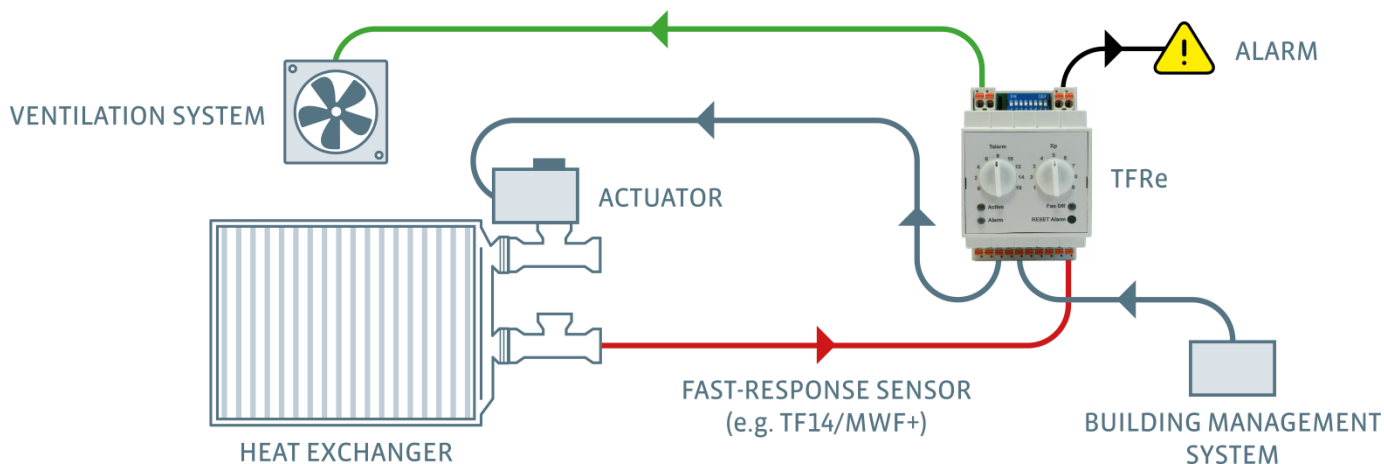 ALARM
VENTILATION SYSTEM
ACTUATOR
TFRe
Talarm
Xp
Active
Fan Off
Alarm
RESET Alarm
FAST-RESPONSE SENSOR
(e.g. TF14/MWF+)
HEAT EXCHANGER
BUILDING MANAGEMENT
SYSTEM